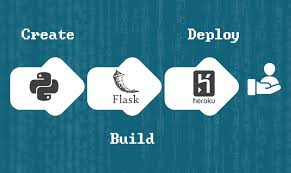 Create
Deploy
Flask
heroku
Build